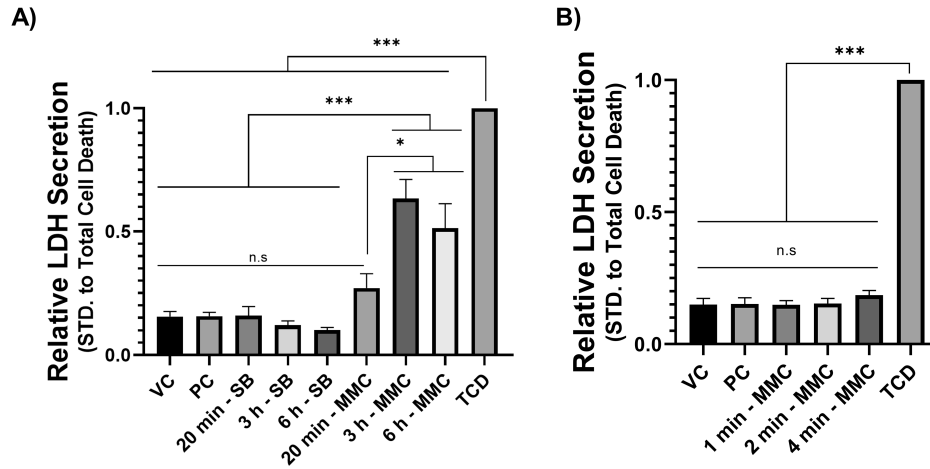 A)
Relative LDH Secretion
(STD. to Total Cell Death)
1.0
0.5
0.0
***
***
*
n.s
VC
PC
20 min - SB
3 h - SB
6 h - SB
20 min - MMC
3 h - MMC
6 h - MMC
TCD
B)
Relative LDH Secretion
(STD. to Total Cell Death)
1.0
0.5
0.0
***
n.s
VC
PC
1 min - MMC
2 min - MMC
4 min - MMC
TCD